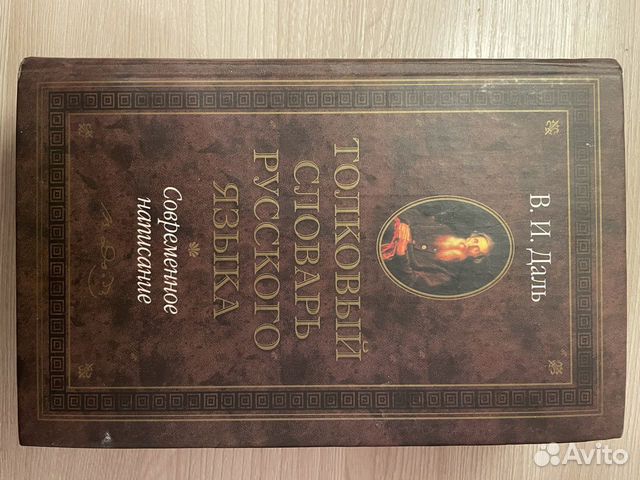 В. И. Даль
ТОЛКОВЫЙ
СЛОВАРЬ
РУССКОГО
ЯЗЫКА
Современное
написание
Avito